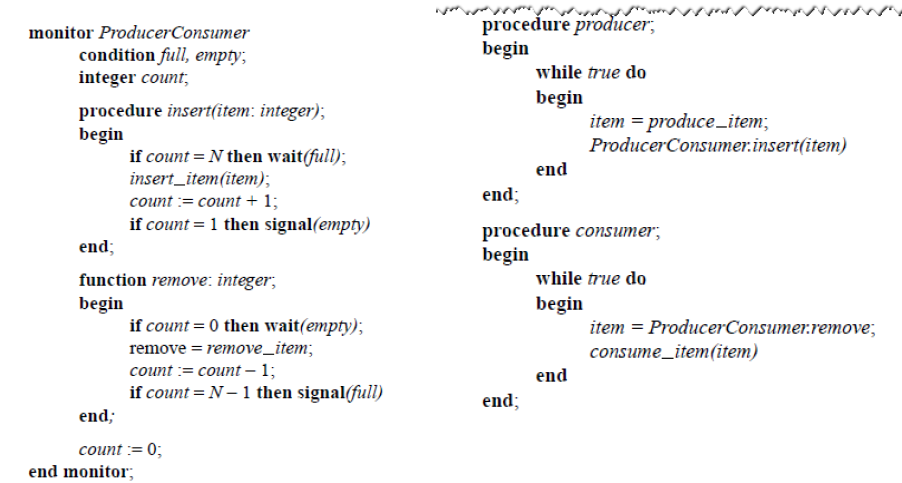 monitor ProducerConsumer
condition full, empty;
integer count;
procedure insert(item: integer);
begin
if count = N then wait(full);
insert_item(item);
count := count + 1;
if count = 1 then signal(empty)
end;
function remove: integer;
begin
if count = 0 then wait(empty);
remove = remove_item;
count := count – 1;
if count = N – 1 then signal(full)
end;
count := 0;
end monitor;
procedure producer;
begin
while true do
begin
item = produce_item;
ProducerConsumer.insert(item)
end
end;
procedure consumer;
begin
while true do
begin
item = ProducerConsumer.remove;
consume_item(item)
end
end;